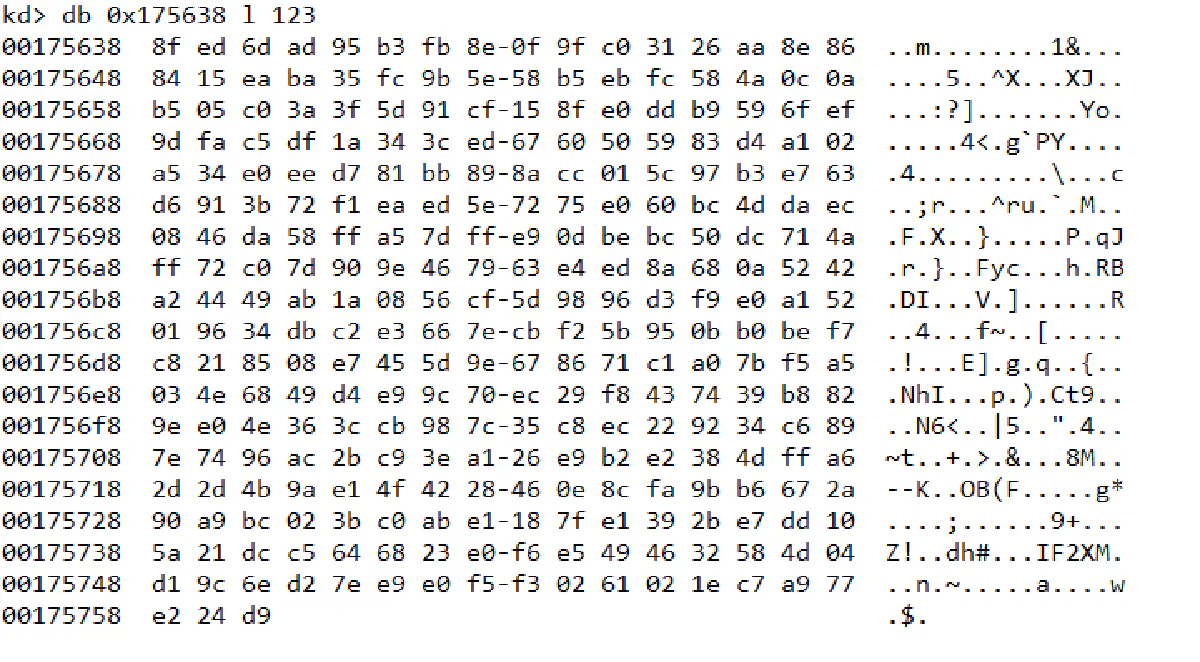 kd> db 0x175638 l 123
00175638  8f ed 6d ad 95 b3 fb 8e-0f 9f c0 31 26 aa 8e 86  ..m........1&...
00175648  84 15 ea ba 35 fc 9b 5e-58 b5 eb fc 58 4a 0c 0a  ....5..^X...XJ..
00175658  b5 05 c0 3a 3f 5d 91 cf-15 8f e0 dd b9 59 6f ef  ...:?].......Yo.
00175668  9d fa c5 df 1a 34 3c ed-67 60 50 59 83 d4 a1 02  .....4<.g`PY....
00175678  a5 34 e0 ee d7 81 bb 89-8a cc 01 5c 97 b3 e7 63  .4.........\...c
00175688  d6 91 3b 72 f1 ea ed 5e-72 75 e0 60 bc 4d da ec  ..;r...^ru.`.M..
00175698  08 46 da 58 ff a5 7d ff-e9 0d be bc 50 dc 71 4a  .F.X..}.....P.qJ
001756a8  ff 72 c0 7d 90 9e 46 79-63 e4 ed 8a 68 0a 52 42  .r.}..Fyc...h.RB
001756b8  a2 44 49 ab 1a 08 56 cf-5d 98 96 d3 f9 e0 a1 52  .DI...V.]......R
001756c8  01 96 34 db c2 e3 66 7e-cb f2 5b 95 0b b0 be f7  ..4...f~..[.....
001756d8  c8 21 85 08 e7 45 5d 9e-67 86 71 c1 a0 7b f5 a5  .!...E].g.q..{..
001756e8  03 4e 68 49 d4 e9 9c 70-ec 29 f8 43 74 39 b8 82  .NhI...p.).Ct9..
001756f8  9e e0 4e 36 3c cb 98 7c-35 c8 ec 22 92 34 c6 89  ..N6<..|5..".4..
00175708  7e 74 96 ac 2b c9 3e a1-26 e9 b2 e2 38 4d ff a6  ~t..+.>.&...8M..
00175718  2d 2d 4b 9a e1 4f 42 28-46 0e 8c fa 9b b6 67 2a  --K..OB(F.....g*
00175728  90 a9 bc 02 3b c0 ab e1-18 7f e1 39 2b e7 dd 10  ....;......9+...
00175738  5a 21 dc c5 64 68 23 e0-f6 e5 49 46 32 58 4d 04  Z!..dh#...IF2XM.
00175748  d1 9c 6e d2 7e e9 e0 f5-f3 02 61 02 1e c7 a9 77  ..n.~.....a....w
00175758  e2 24 d9  .$.